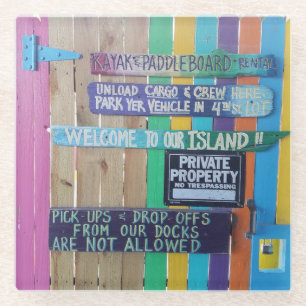 KAYAK & PADDLEBOARD RENTAL
UNLOAD CARGO & CREW HERE
PARK YER VEHICLE IN 4TH ST. LOT
WELCOME TO OUR ISLAND !!
PRIVATE
PROPERTY
NO TRESPASSING
PICK-UPS & DROP-OFFS
FROM OUR DOCKS
ARE NOT ALLOWED